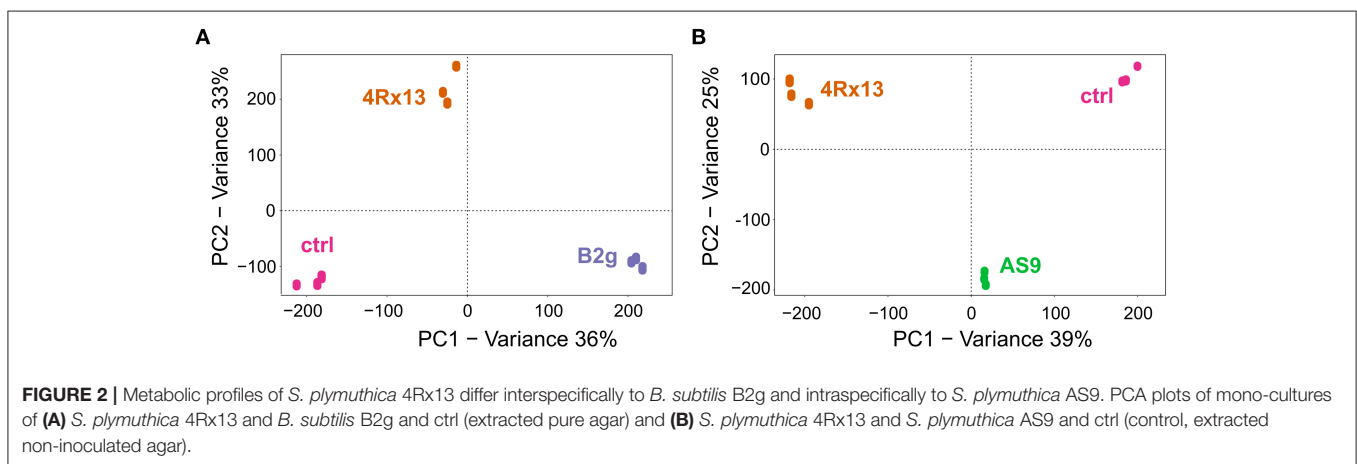 A
PC2 – Variance 33%
200
100
0
−100
4Rx13
ctrl
B2g
−200 −100 0 100 200
PC1 – Variance 36%
B
PC2 – Variance 25%
100
0
-100
−200
4Rx13
ctrl
AS9
−200 −100 0 100 200
PC1 – Variance 39%
FIGURE 2 | Metabolic profiles of S. plymuthica 4Rx13 differ interspecifically to B. subtilis B2g and intraspecifically to S. plymuthica AS9. PCA plots of mono-cultures
of (A) S. plymuthica 4Rx13 and B. subtilis B2g and ctrl (extracted pure agar) and (B) S. plymuthica 4Rx13 and S. plymuthica AS9 and ctrl (control, extracted
non-inoculated agar).